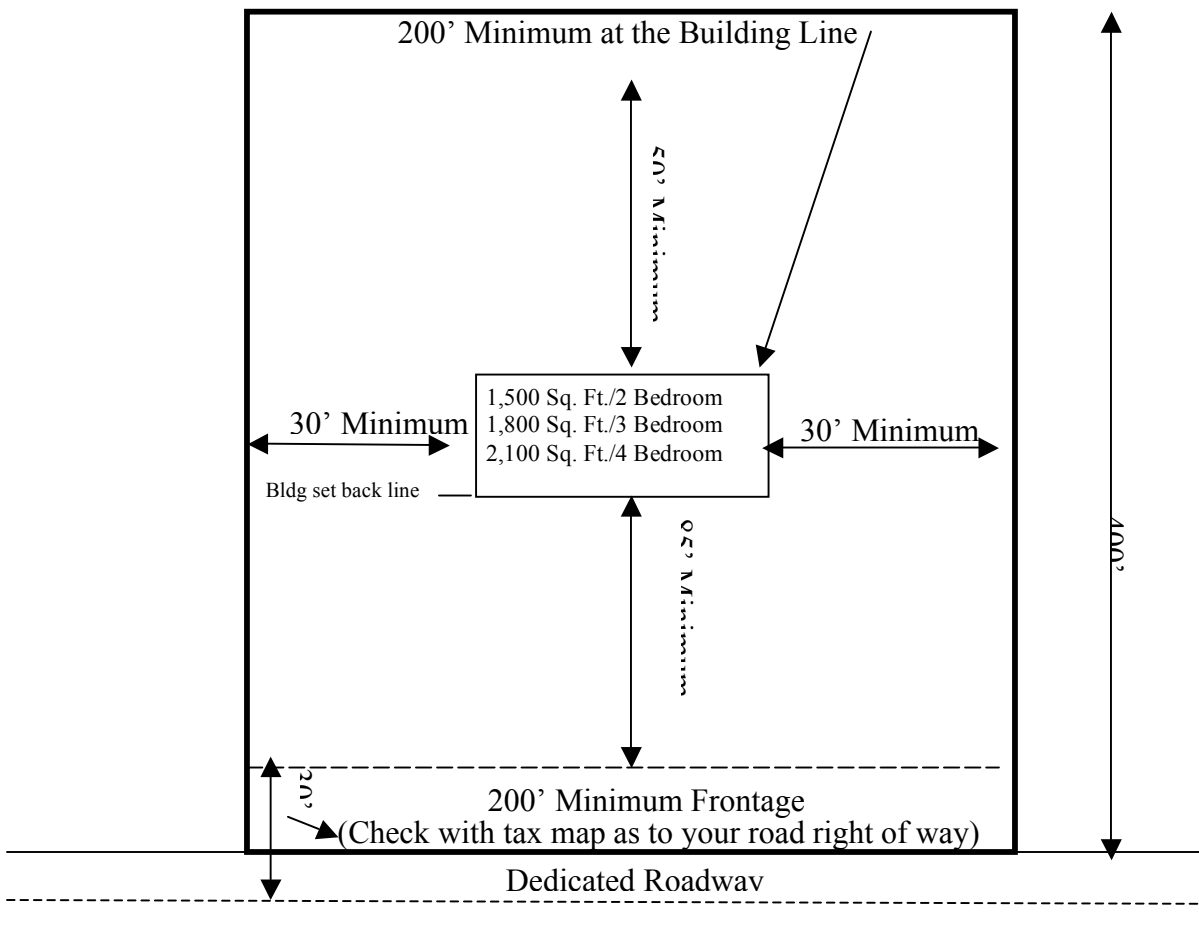 200’ Minimum at the Building Line
50’ Minimum
1,500 Sq. Ft./2 Bedroom
1,800 Sq. Ft./3 Bedroom
2,100 Sq. Ft./4 Bedroom
30’ Minimum
30’ Minimum
Bldg set back line
85’ Minimum
400’
200’ Minimum Frontage
(Check with tax map as to your road right of way)
Dedicated Roadway